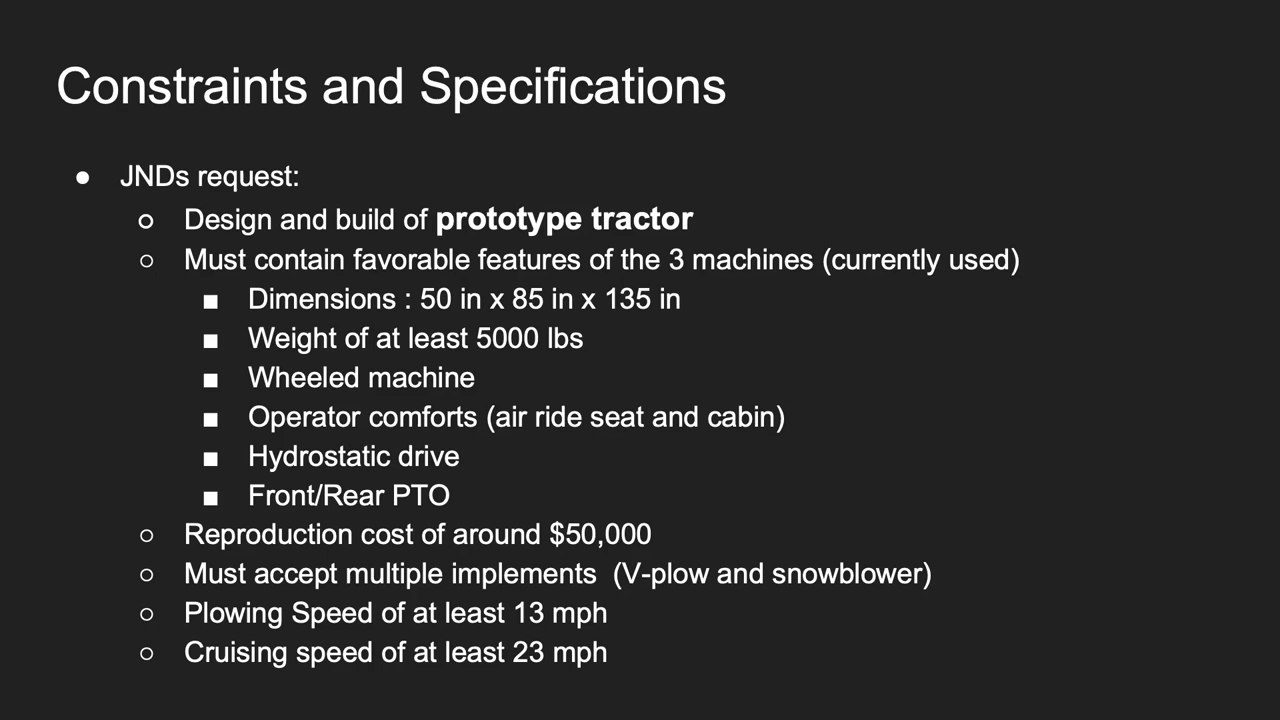 Constraints and Specifications
● JNDs request:
○ Design and build of prototype tractor
○ Must contain favorable features of the 3 machines (currently used)
■ Dimensions : 50 in x 85 in x 135 in
■ Weight of at least 5000 lbs
■ Wheeled machine
■ Operator comforts (air ride seat and cabin)
■ Hydrostatic drive
■ Front/Rear PTO
○ Reproduction cost of around $50,000
○ Must accept multiple implements  (V-plow and snowblower)
○ Plowing Speed of at least 13 mph
○ Cruising speed of at least 23 mph